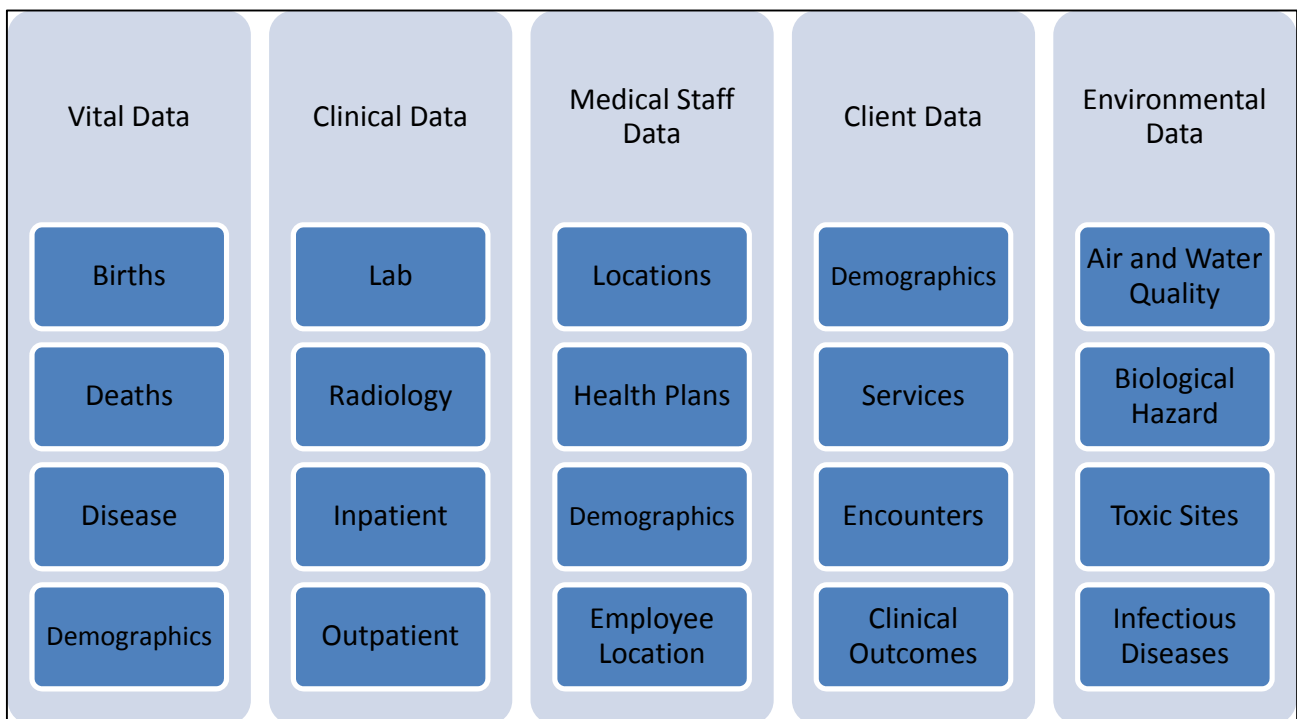 Vital Data
Births
Deaths
Disease
Demographics
Clinical Data
Lab
Radiology
Inpatient
Outpatient
Medical Staff
Data
Locations
Health Plans
Demographics
Employee
Location
Client Data
Demographics
Services
Encounters
Clinical
Outcomes
Environmental
Data
Air and Water
Quality
Biological
Hazard
Toxic Sites
Infectious
Diseases